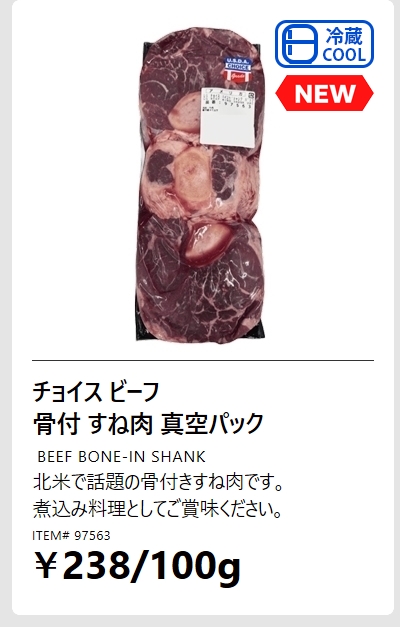 冷蔵
COOL
NEW
U.S.D.A.
CHOICE
チョイス ビーフ
骨付 すね肉 真空パック
BEEF BONE-IN SHANK
北米で話題の骨付きすね肉です。
煮込み料理としてご賞味ください。
ITEM# 97563
￥238/100g